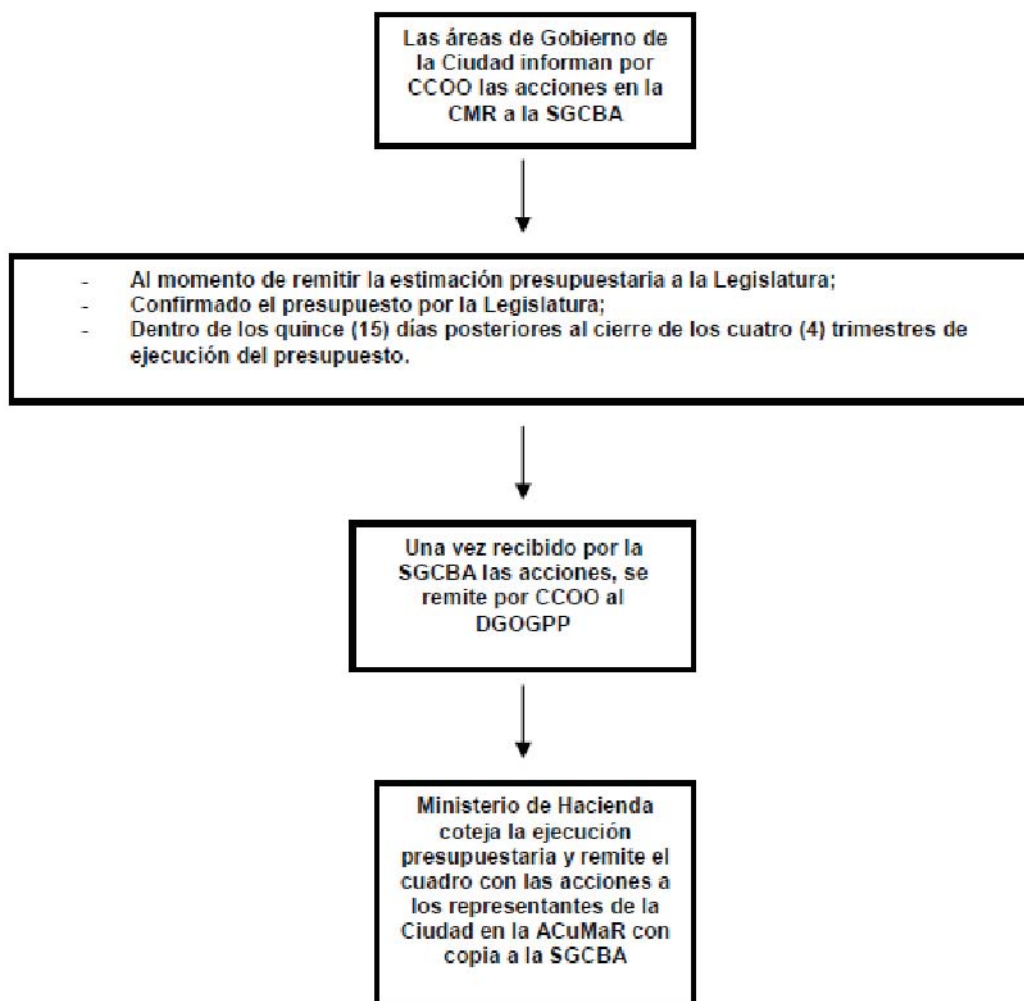 Las áreas de Gobierno de
la Ciudad informan por
CCOO las acciones en la
CMR a la SGCBA
- Al momento de remitir la estimación presupuestaria a la Legislatura;
- Confirmado el presupuesto por la Legislatura;
- Dentro de los quince (15) días posteriores al cierre de los cuatro (4) trimestres de
ejecución del presupuesto.
Una vez recibido por la
SGCBA las acciones, se
remite por CCOO al
DGOGPP
Ministerio de Hacienda
coteja la ejecución
presupuestaria y remite el
cuadro con las acciones a
los representantes de la
Ciudad en la ACuMaR con
copia a la SGCBA